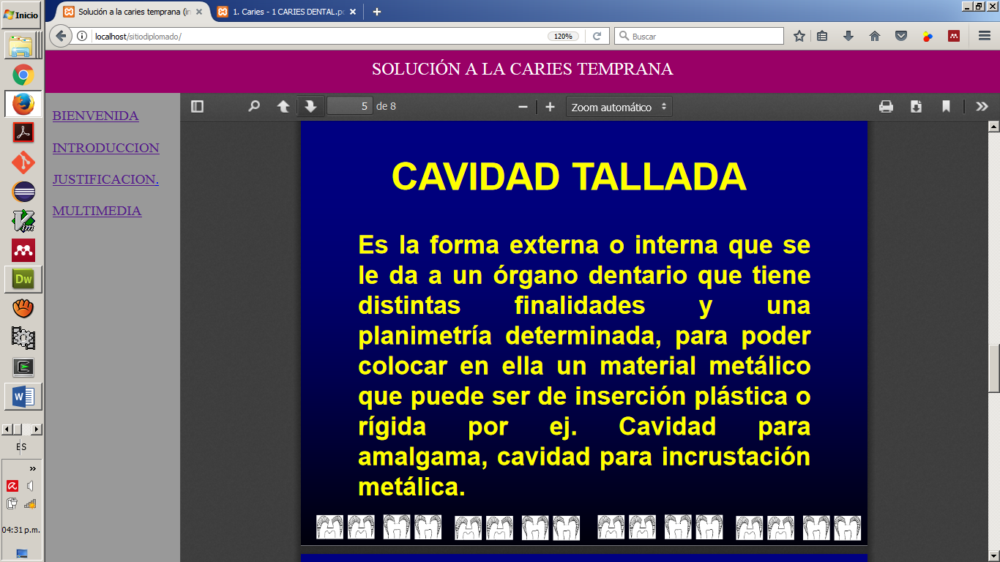 Inicio
Solución a la caries temprana (in
1. Caries - 1 CARIES DENTAL.pd
localhost/sitiodiplomado/
120%
Buscar
SOLUCIÓN A LA CARIES TEMPRANA
BIENVENIDA
INTRODUCCION
JUSTIFICACION.
MULTIMEDIA
5 de 8
Zoom automático
CAVIDAD TALLADA
Es la forma externa o interna que se
le da a un órgano dentario que tiene
distintas finalidades y una
planimetría determinada, para poder
colocar en ella un material metálico
que puede ser de inserción plástica o
rígida por ej. Cavidad para
amalgama, cavidad para incrustación
metálica.
Dw
W
ES
04:31 p.m.